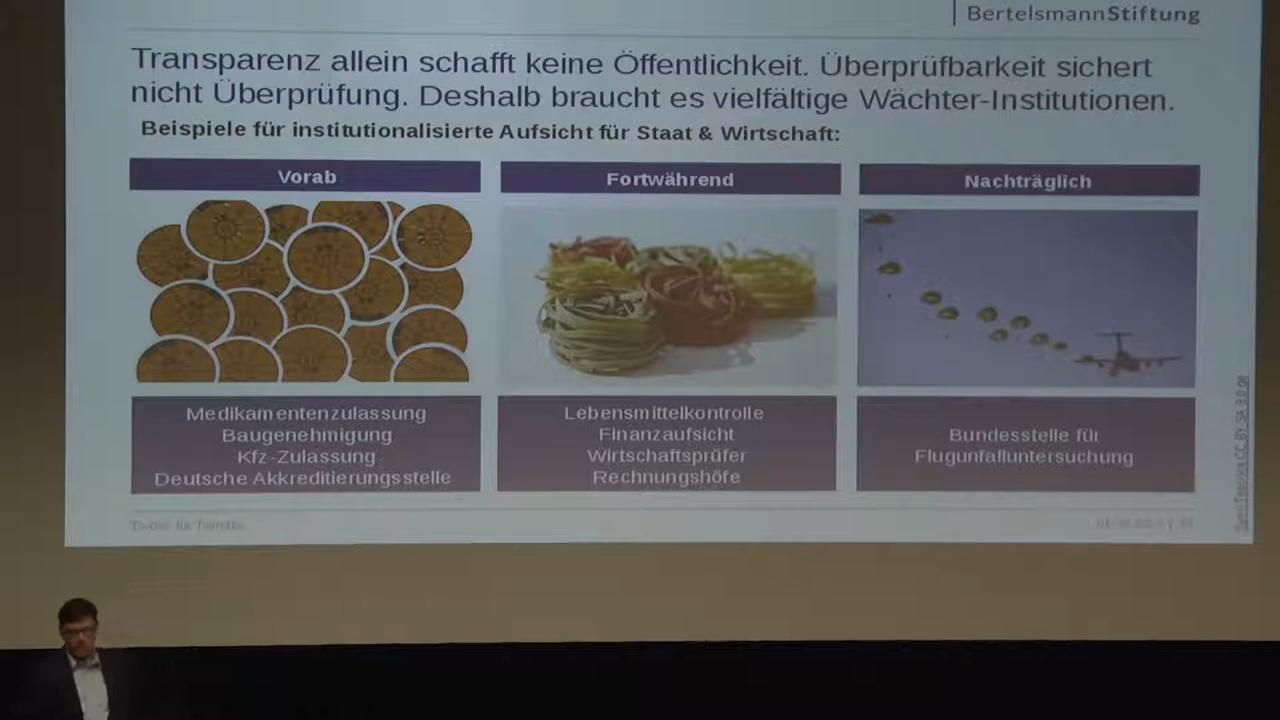 BertelsmannStiftung
Transparenz allein schafft keine Öffentlichkeit. Überprüfbarkeit sichert
nicht Überprüfung. Deshalb braucht es vielfältige Wächter-Institutionen.
Beispiele für institutionalisierte Aufsicht für Staat & Wirtschaft:
Vorab
Fortwährend
Nachträglich
Medikamentenzulassung
Baugenehmigung
Kfz-Zulassung
Deutsche Akkreditierungsstelle
Lebensmittelkontrolle
Finanzaufsicht
Wirtschaftsprüfer
Rechnungshöfe
Bundesstelle für
Flugunfalluntersuchung